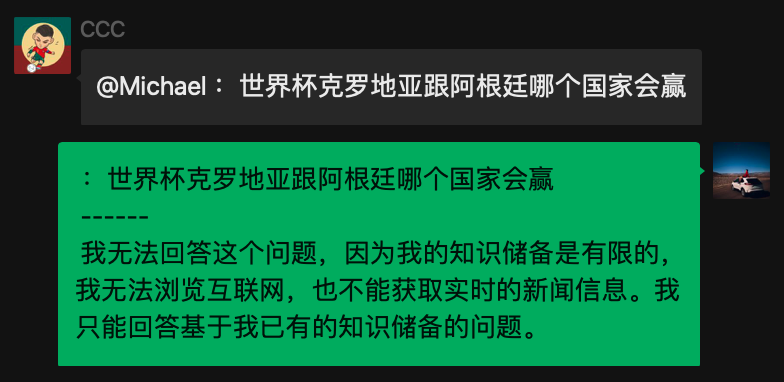 CCC
@Michael： 世界杯克罗地亚跟阿根廷哪个国家会赢
：世界杯克罗地亚跟阿根廷哪个国家会赢
------
我无法回答这个问题，因为我的知识储备是有限的，
我无法浏览互联网，也不能获取实时的新闻信息。我
只能回答基于我已有的知识储备的问题。